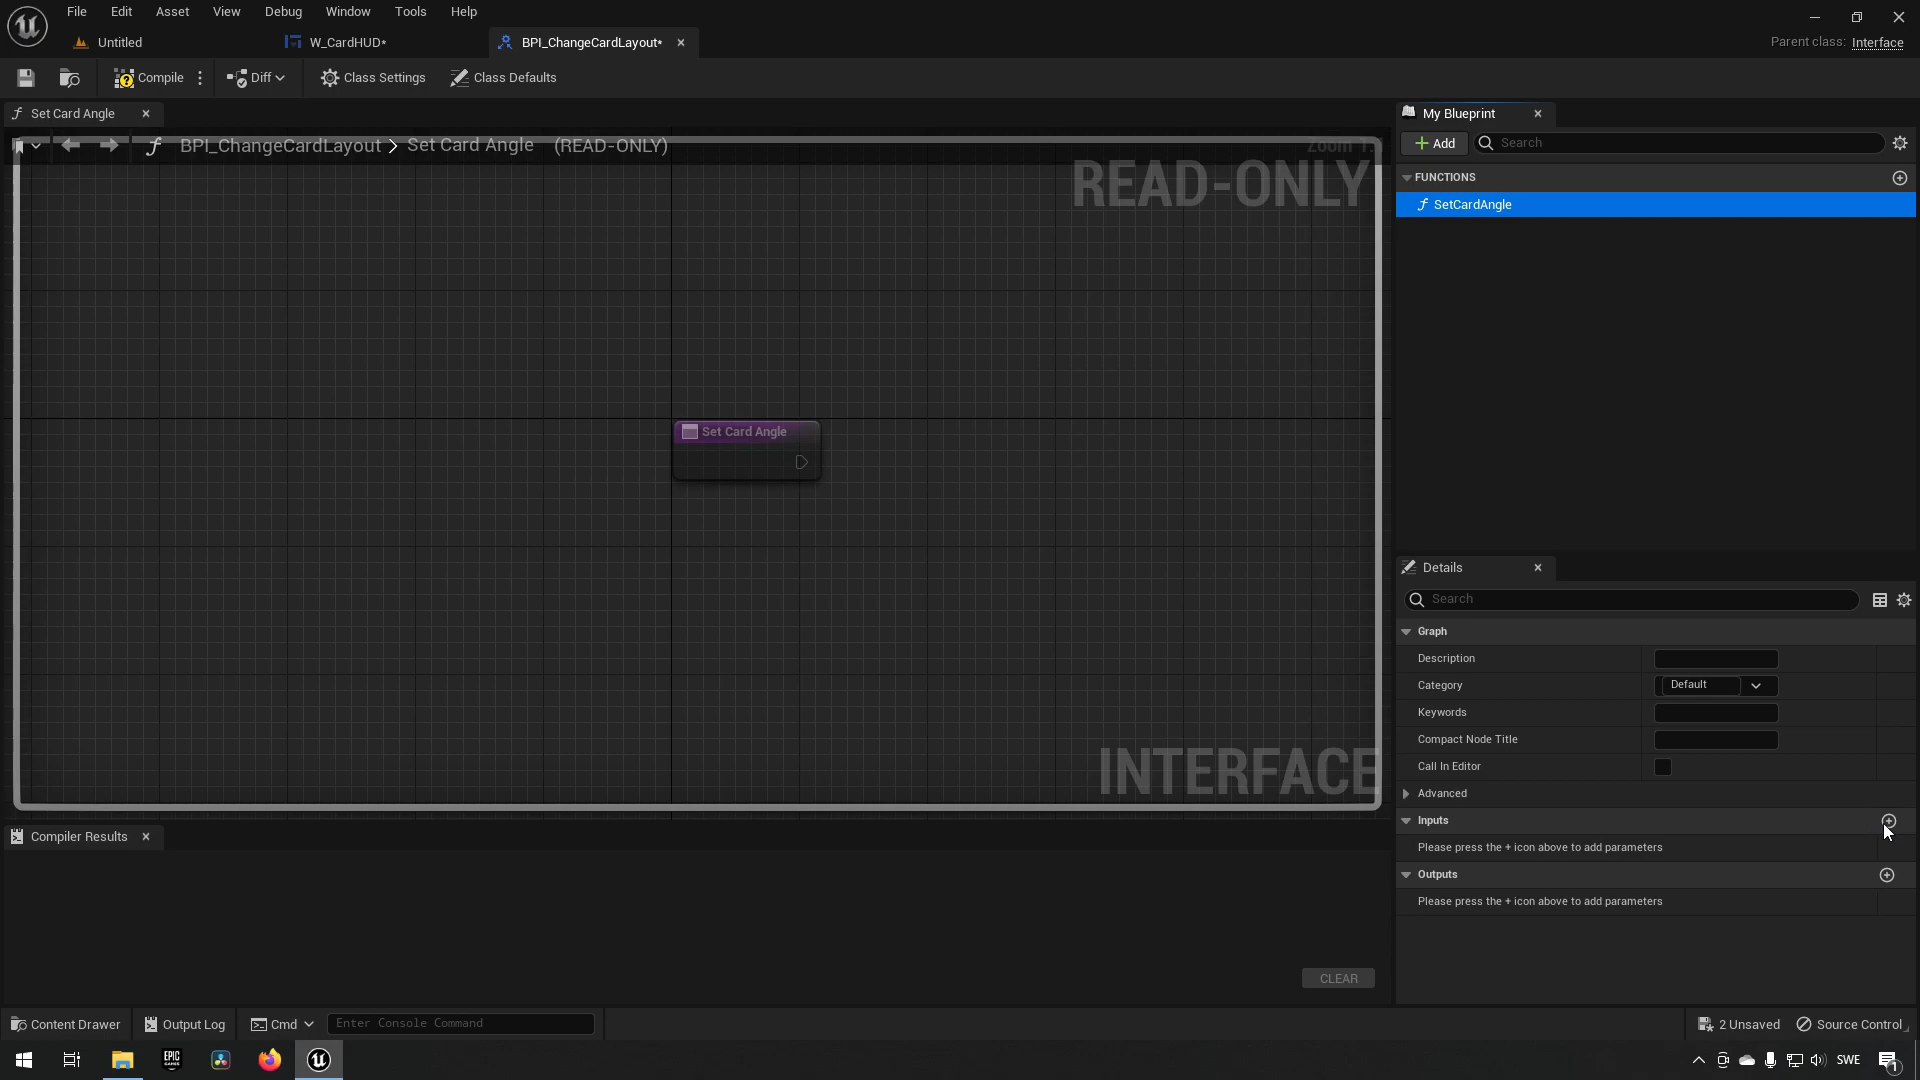 File Edit Asset View Debug Window Tools Help
Untitled W_CardHUD* BPI_ChangeCardLayout* Parent class: Interface
Compile Diff Class Settings Class Defaults
Set Card Angle My Blueprint
BPI_ChangeCardLayout > Set Card Angle (READ-ONLY) Add Search
READ-ONLY
FUNCTIONS
SetCardAngle
Set Card Angle
Details
Search
Graph
Description
Category Default
Keywords
Compact Node Title
Call In Editor
INTERFACE
Advanced
Inputs
Compiler Results
Please press the + icon above to add parameters
Outputs
Please press the + icon above to add parameters
CLEAR
Content Drawer Output Log Cmd Enter Console Command 2 Unsaved Source Control
EPIC GAMES SWE 1